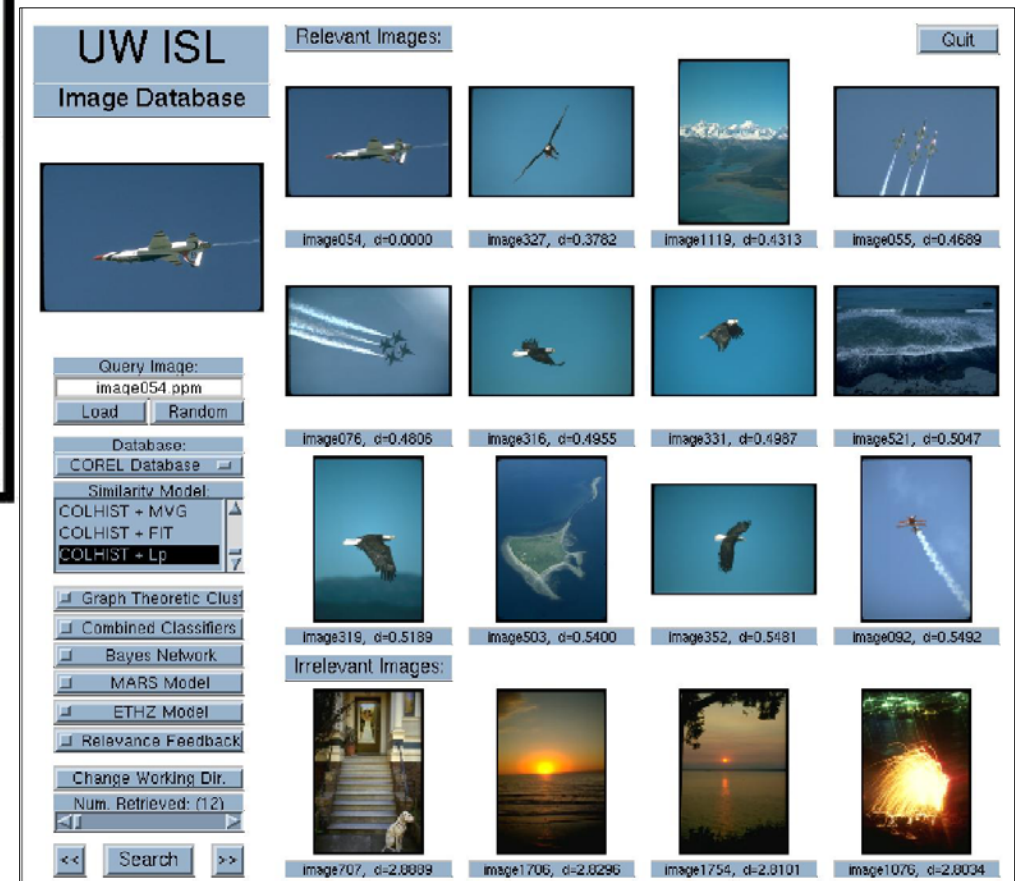 UW ISL
Image Database
Query Image:
image054.ppm
Load
Random
Database:
COREL Database
Similarity Model:
COLHIST + MVG
COLHIST + FIT
COLHIST + Lp
Graph Theoretic Clust
Combined Classifiers
Bayes Network
MARS Model
ETHZ Model
Relevance Feedback
Change Working Dir.
Num. Retrieved: (12)
<< Search >>
Relevant Images:
Quit
image054, d=0.0000
image327, d=0.3782
image1119, d=0.4313
image055, d=0.4689
image076, d=0.4806
image316, d=0.4955
image331, d=0.4987
image521, d=0.5047
image319, d=0.5189
image503, d=0.5400
image352, d=0.5481
image092, d=0.5492
Irrelevant Images:
image707, d=2.8889
image1706, d=2.8296
image1754, d=2.8101
image1076, d=2.8034